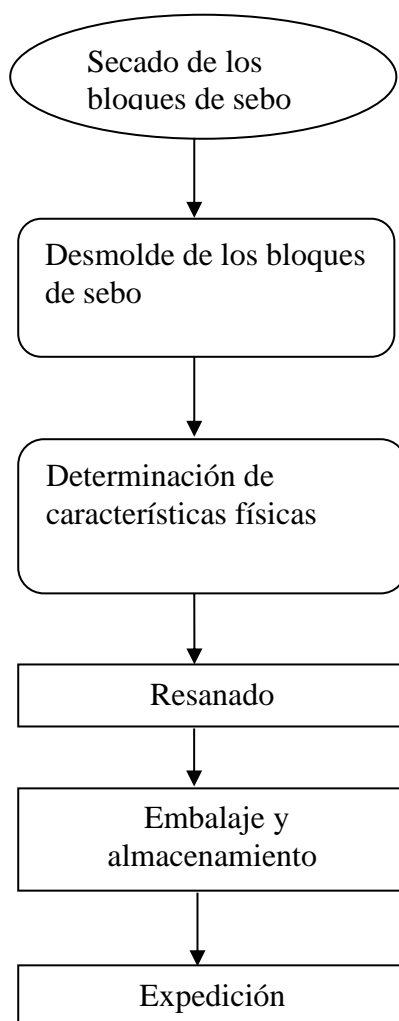 Secado de los
bloques de sebo
Desmolde de los bloques
de sebo
Determinación de
características físicas
Resanado
Embalaje y
almacenamiento
Expedición